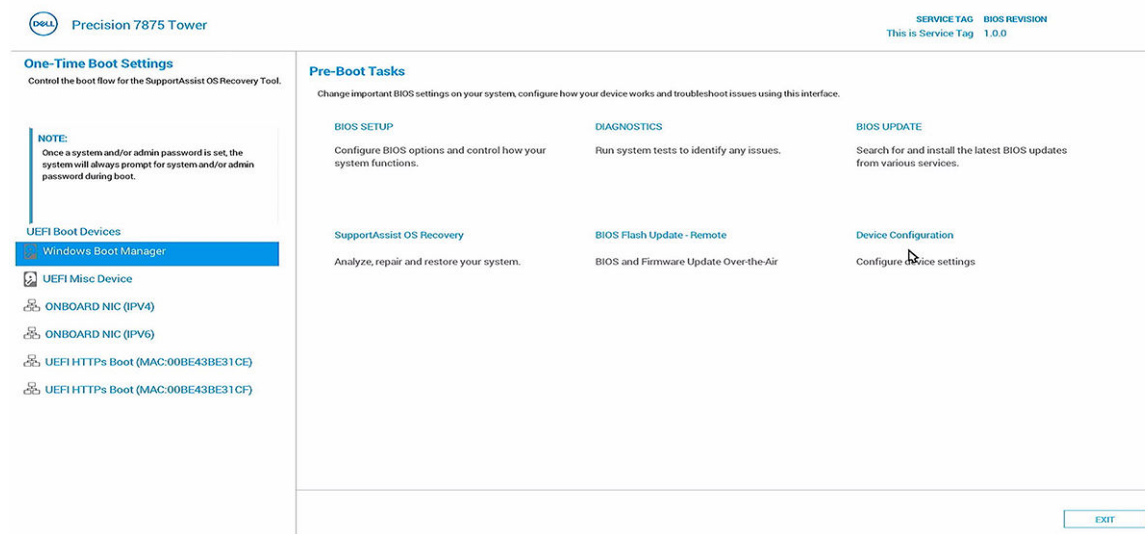 DELL
Precision 7875 Tower
SERVICE TAG BIOS REVISION
This is Service Tag 1.0.0
One-Time Boot Settings
Control the boot flow for the SupportAssist OS Recovery Tool.
NOTE:
Once a system and/or admin password is set, the
system will always prompt for system and/or admin
password during boot.
UEFI Boot Devices
Windows Boot Manager
UEFI Misc Device
ONBOARD NIC (IPV4)
ONBOARD NIC (IPV6)
UEFI HTTPs Boot (MAC:00BE43BE31CE)
UEFI HTTPs Boot (MAC:00BE43BE31CF)
Pre-Boot Tasks
Change important BIOS settings on your system, configure how your device works and troubleshoot issues using this interface.
BIOS SETUP
Configure BIOS options and control how your
system functions.
DIAGNOSTICS
Run system tests to identify any issues.
BIOS UPDATE
Search for and install the latest BIOS updates
from various services.
SupportAssist OS Recovery
Analyze, repair and restore your system.
BIOS Flash Update - Remote
BIOS and Firmware Update Over-the-Air
Device Configuration
Configure device settings
EXIT